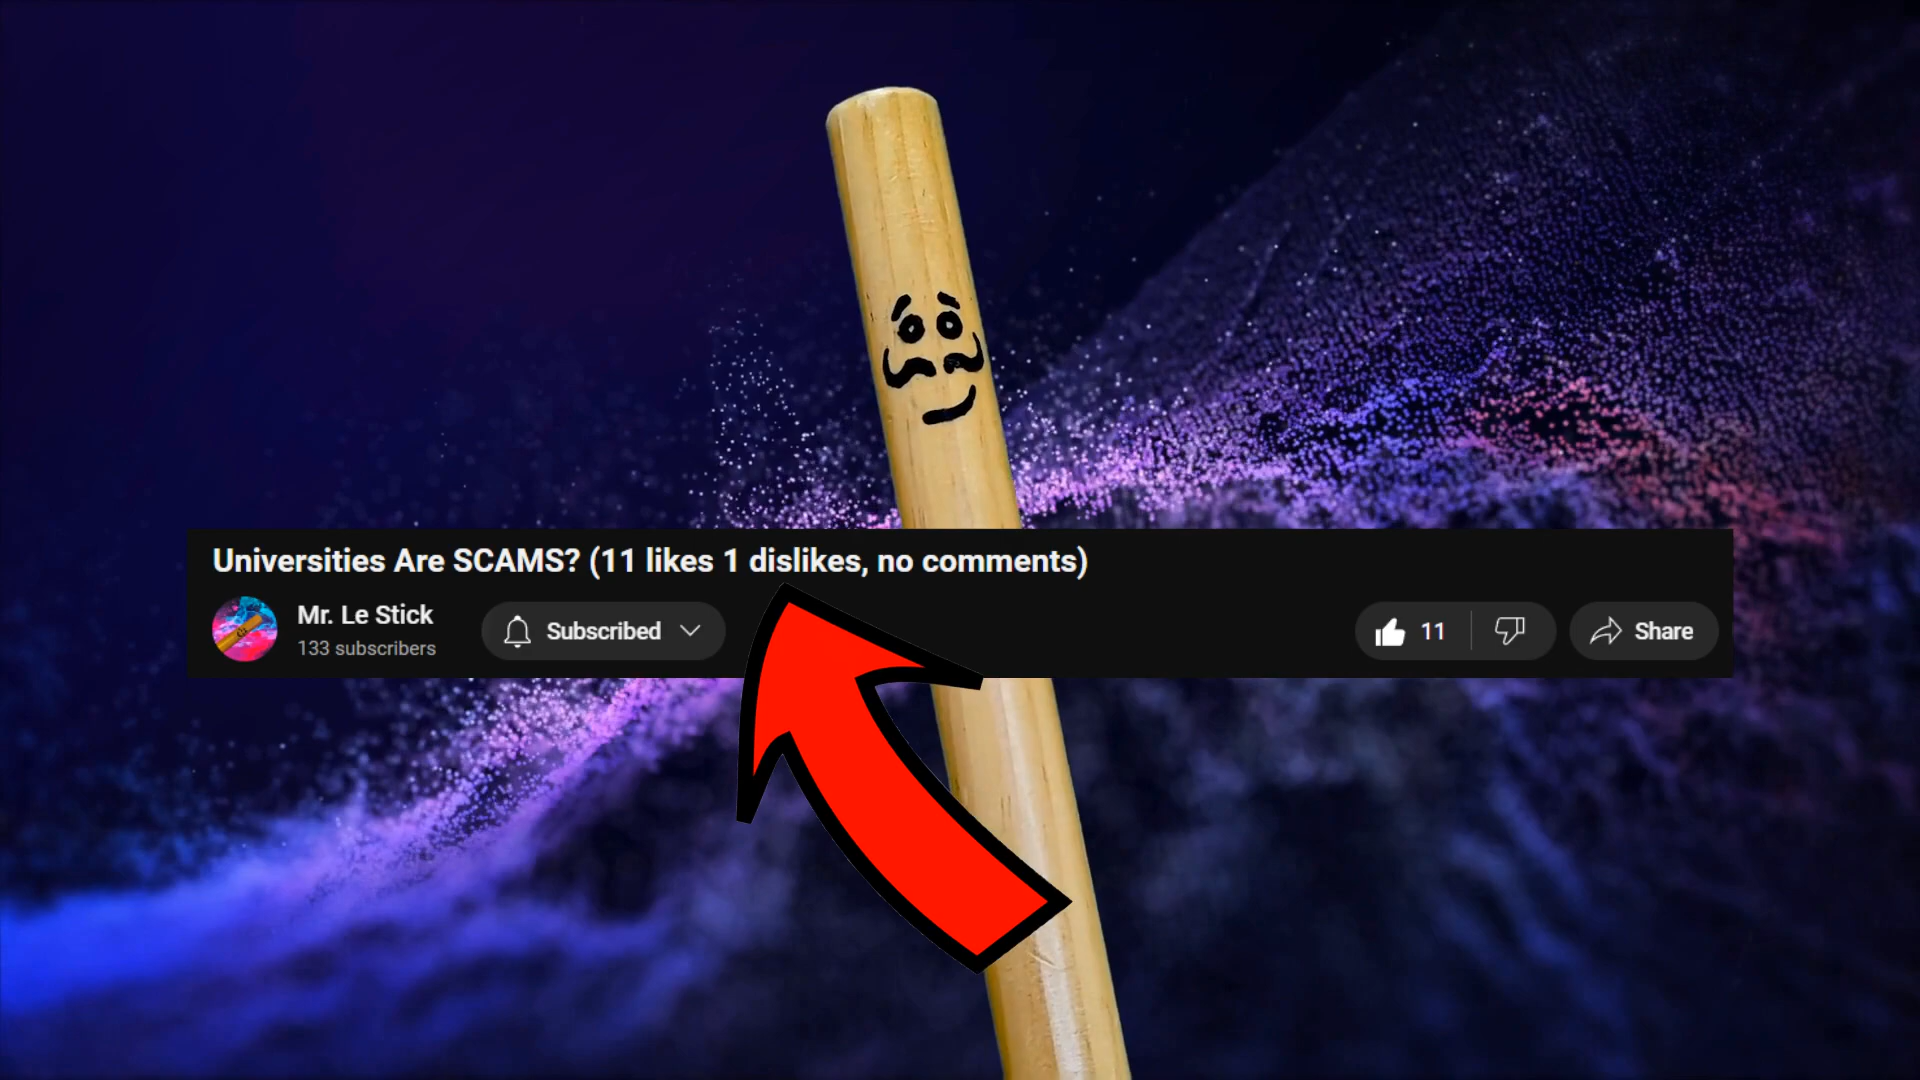 Universities Are SCAMS? (11 likes 1 dislikes, no comments)
Mr. Le Stick
133 subscribers
Subscribed
11
Share